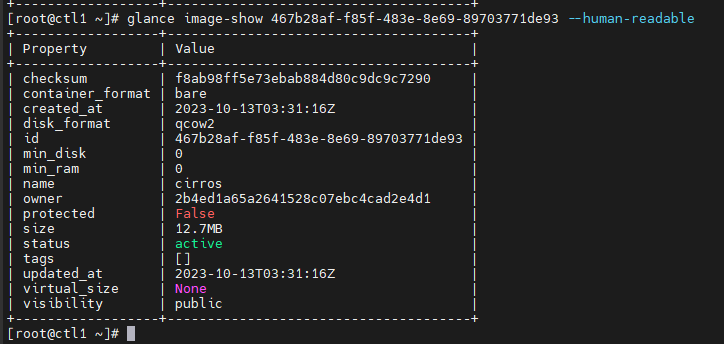 +-----------------+--------------------------------------+
[root@ctl1 ~]# glance image-show 467b28af-f85f-483e-8e69-89703771de93 --human-readable
+-----------------+--------------------------------------+
| Property | Value |
+-----------------+--------------------------------------+
| checksum | f8ab98ff5e73ebab884d80c9dc9c7290 |
| container_format | bare |
| created_at | 2023-10-13T03:31:16Z |
| disk_format | qcow2 |
| id | 467b28af-f85f-483e-8e69-89703771de93 |
| min_disk | 0 |
| min_ram | 0 |
| name | cirros |
| owner | 2b4ed1a65a2641528c07ebc4cad2e4d1 |
| protected | False |
| size | 12.7MB |
| status | active |
| tags | [] |
| updated_at | 2023-10-13T03:31:16Z |
| virtual_size | None |
| visibility | public |
+-----------------+--------------------------------------+
[root@ctl1 ~]#